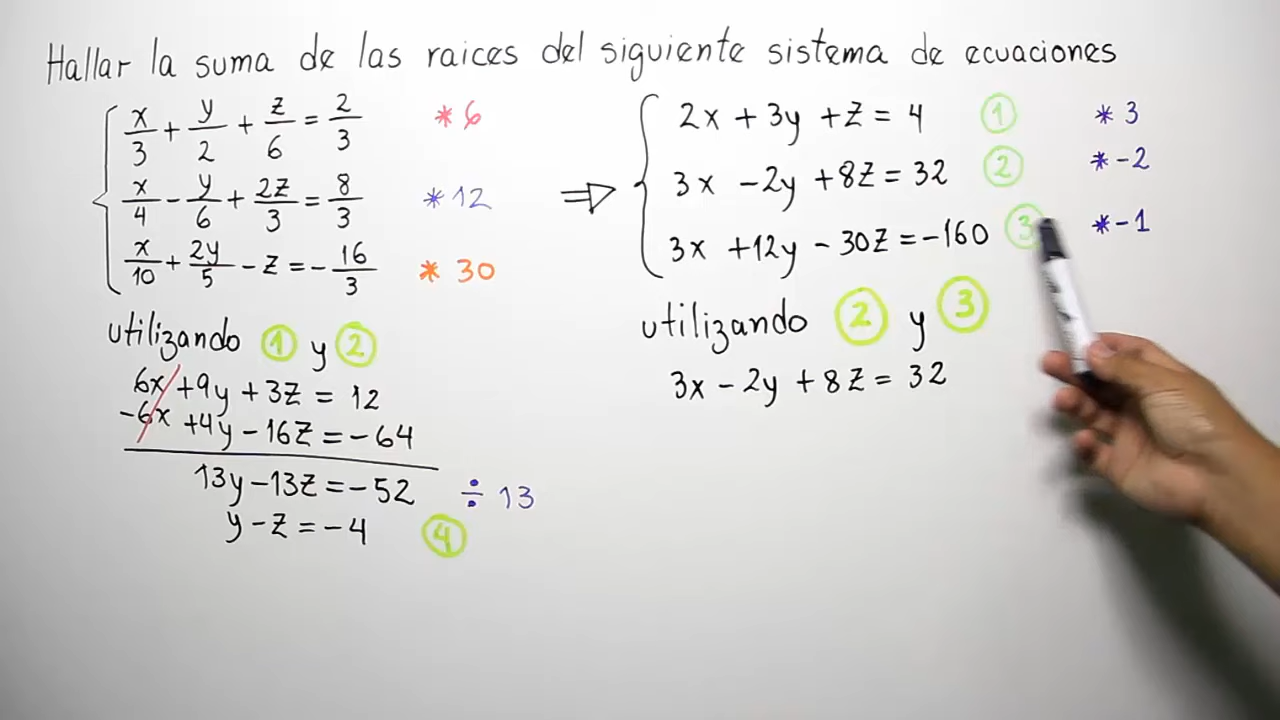 Hallar la suma de las raices del siguiente sistema de ecuaciones
x/3 + y/2 + z/6 = 2/3 * 6
x/4 - y/6 + 2z/3 = 8/3 * 12
x/10 + 2y/5 - z = - 16/3 * 30
⇒
2x + 3y + z = 4 ① * 3
3x - 2y + 8z = 32 ② * -2
3x + 12y - 30z = -160 ③ * -1
utilizando ① y ②
6x + 9y + 3z = 12
-6x + 4y - 16z = -64
13y - 13z = -52 ÷ 13
y - z = -4 ④
utilizando ② y ③
3x - 2y + 8z = 32